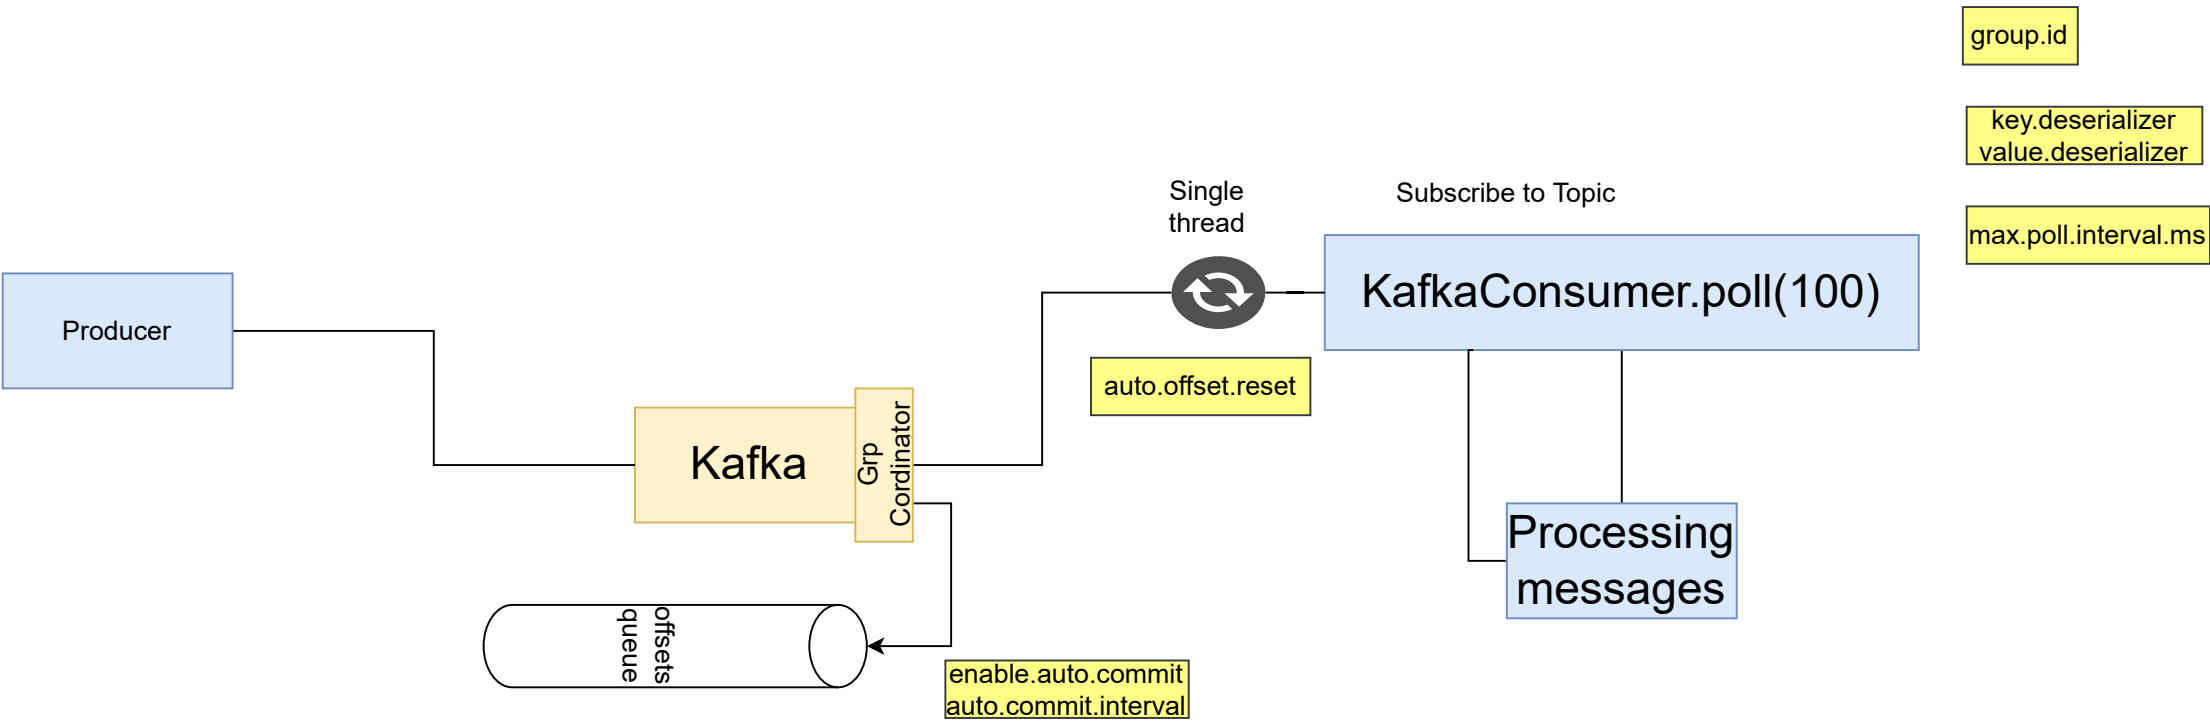 group.id
key.deserializer
value.deserializer
Single
thread
Subscribe to Topic
max.poll.interval.ms
KafkaConsumer.poll(100)
Producer
auto.offset.reset
Kafka
Grp
Cordinator
Processing
messages
offsets
queue
enable.auto.commit
auto.commit.interval